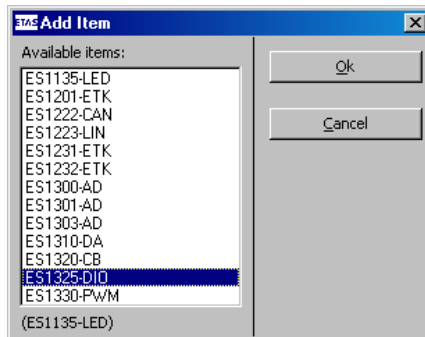 ETAS Add Item
Available items:
ES1135-LED
ES1201-ETK
ES1222-CAN
ES1223-LIN
ES1231-ETK
ES1232-ETK
ES1300-AD
ES1301-AD
ES1303-AD
ES1310-DA
ES1320-CB
ES1325-DIO
ES1330-PWM
(ES1135-LED)
Ok
Cancel